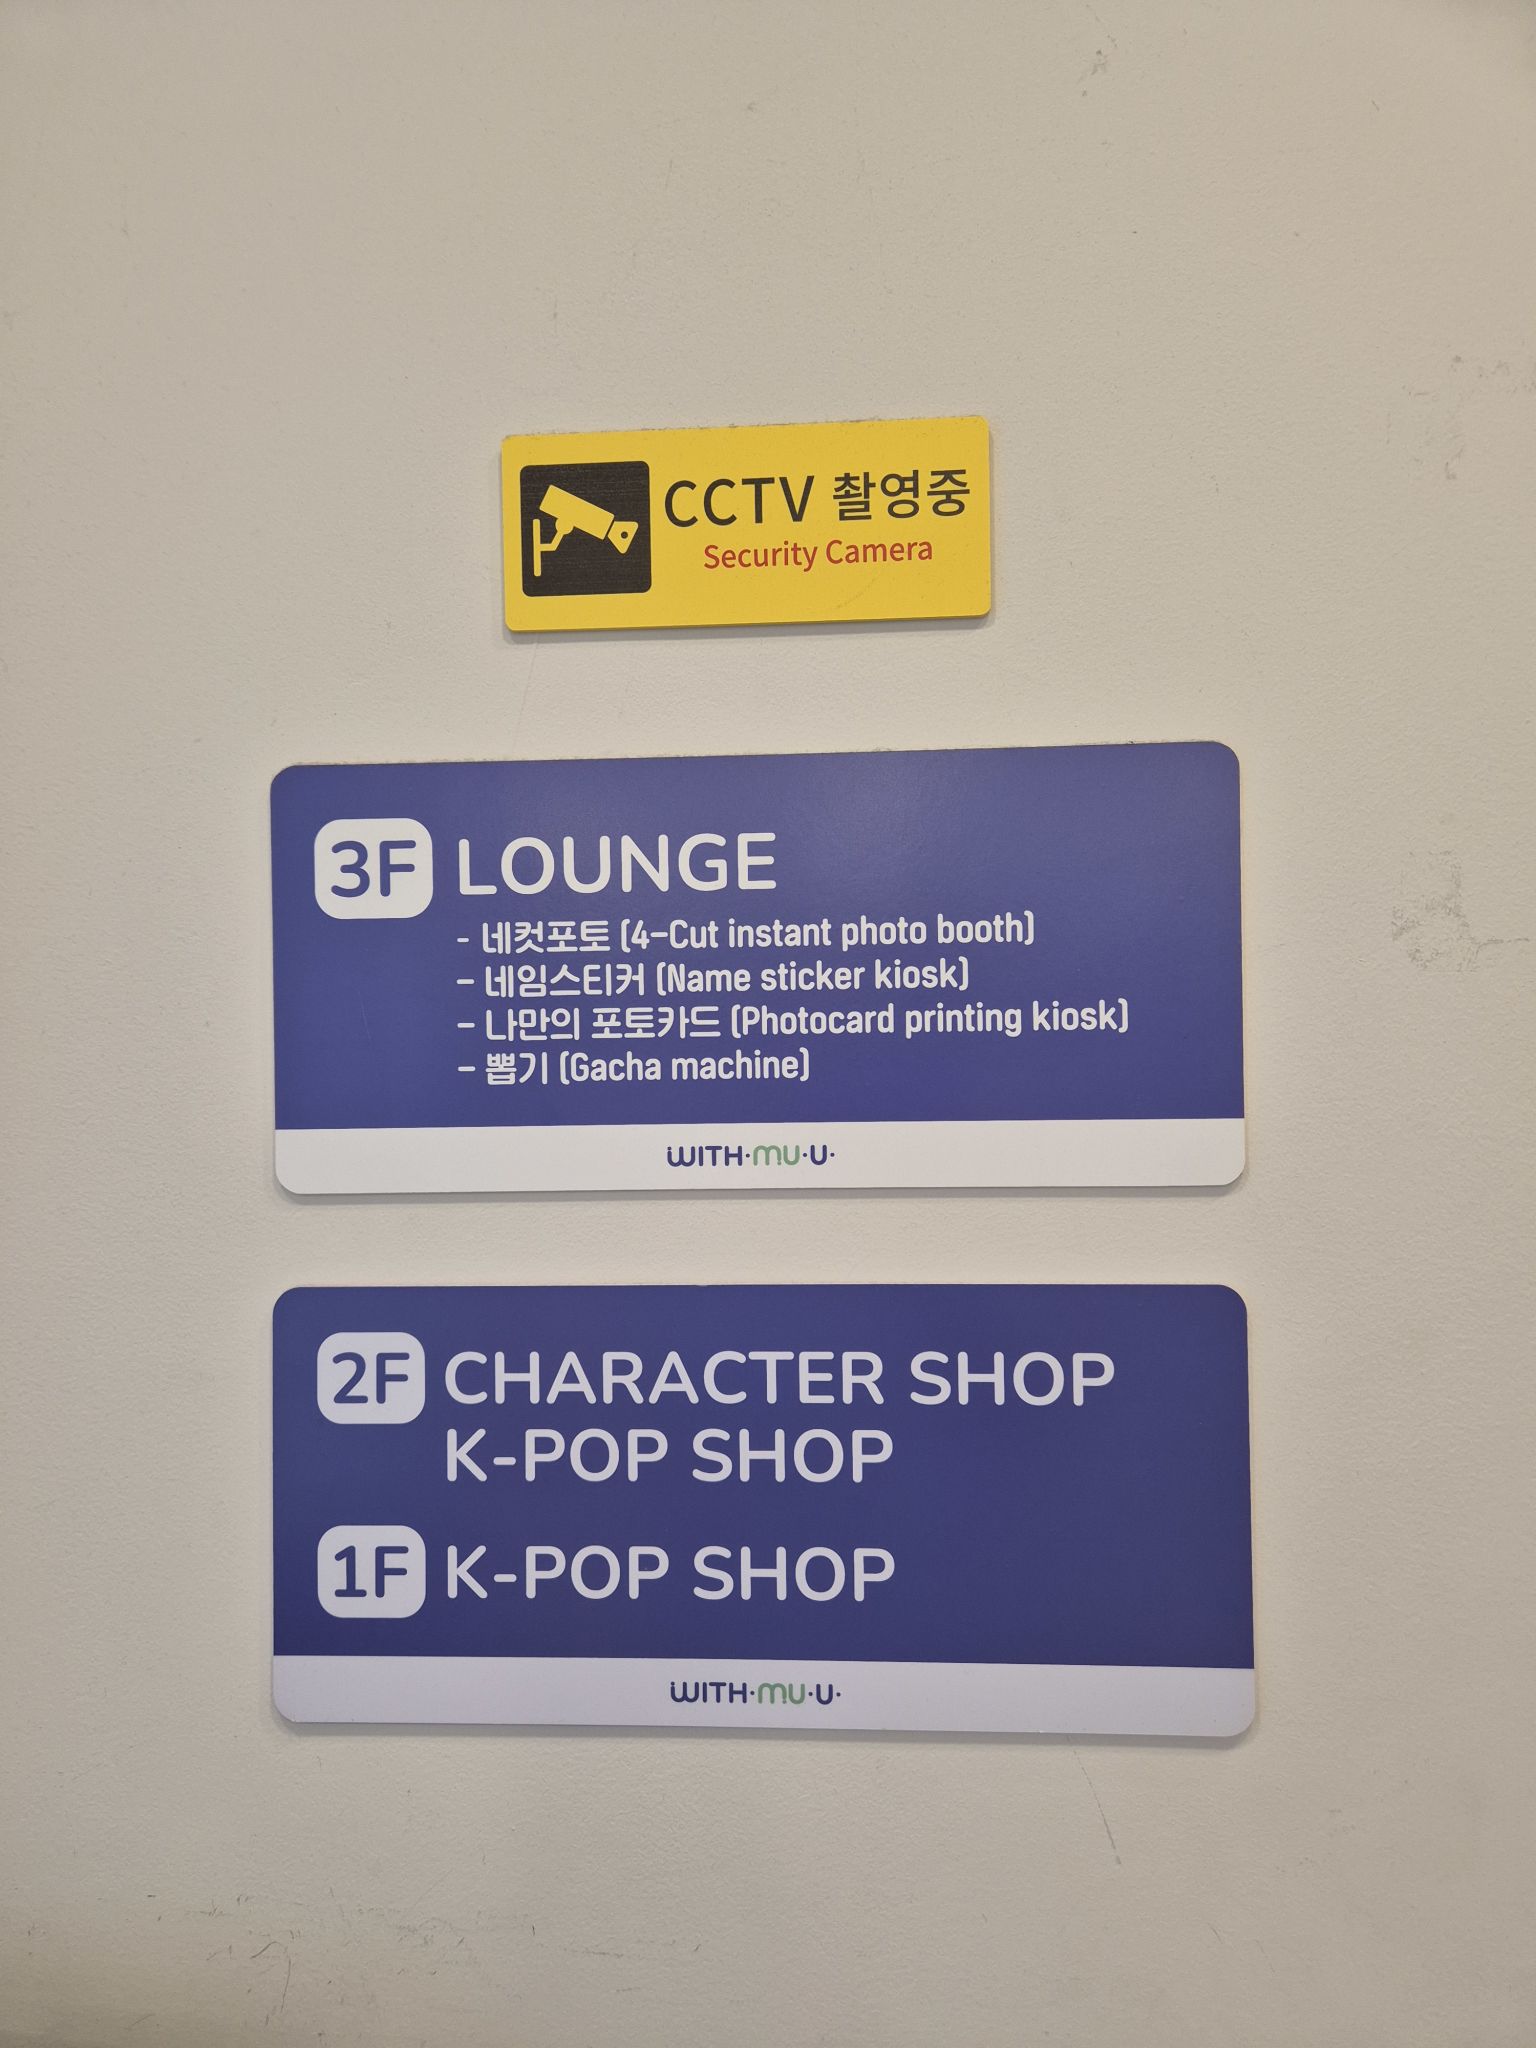 CCTV 촬영중
Security Camera
3F LOUNGE
- 네컷포토 (4-Cut instant photo booth)
- 네임스티커 (Name sticker kiosk)
- 나만의 포토카드 (Photocard printing kiosk)
- 뽑기 (Gacha machine)
WITH·MU·U·
2F CHARACTER SHOP
K-POP SHOP
1F K-POP SHOP
WITH·MU·U·